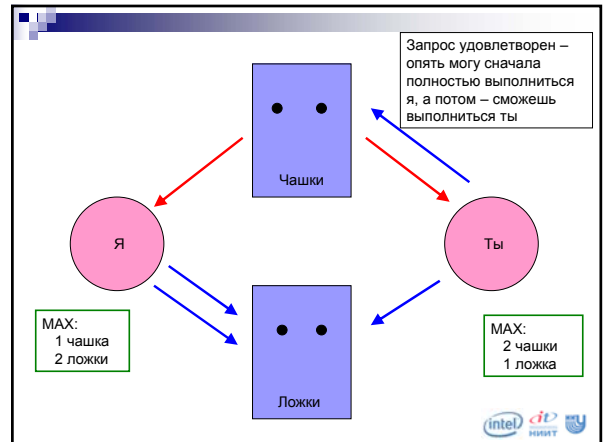 Запрос удовлетворен –
опять могу сначала
полностью выполниться
я, а потом – сможешь
выполниться ты
Чашки
Я
Ты
MAX:
1 чашка
2 ложки
MAX:
2 чашки
1 ложка
Ложки
intel
it
НИИТ